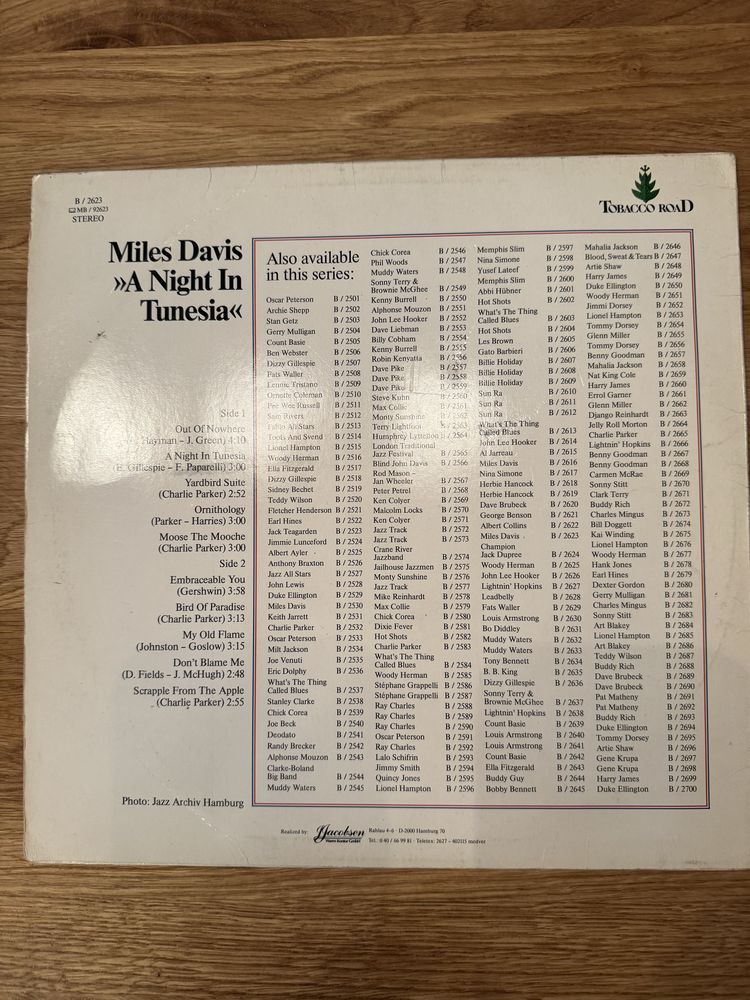 B / 2623
MB / 92623
STEREO
TOBACCO ROAD
Miles Davis
»A Night In
Tunesia«
Side 1
Out Of Nowhere
Hayman – J. Green) 4:10
A Night In Tunesia
(E. Gillespie – F. Paparelli) 3:00
Yardbird Suite
(Charlie Parker) 2:52
Ornithology
(Parker – Harries) 3:00
Moose The Mooche
(Charlie Parker) 3:00
Side 2
Embraceable You
(Gershwin) 3:58
Bird Of Paradise
(Charlie Parker) 3:13
My Old Flame
(Johnston – Goslow) 3:15
Don't Blame Me
(D. Fields – J. McHugh) 2:48
Scrapple From The Apple
(Charlie Parker) 2:55
Photo: Jazz Archiv Hamburg
Also available
in this series:
Oscar Peterson B / 2501
Archie Shepp B / 2502
Stan Getz B / 2503
Gerry Mulligan B / 2504
Count Basie B / 2505
Ben Webster B / 2506
Dizzy Gillespie B / 2507
Fats Waller B / 2508
Lennie Tristano B / 2509
Ornette Coleman B / 2510
Pee Wee Russell B / 2511
Sam Rivers B / 2512
All Stars B / 2513
Toots And Svend B / 2514
Lionel Hampton B / 2515
Woody Herman B / 2516
Ella Fitzgerald B / 2517
Dizzy Gillespie B / 2518
Sidney Bechet B / 2519
Teddy Wilson B / 2520
Fletcher Henderson B / 2521
Earl Hines B / 2522
Jack Teagarden B / 2523
Jimmie Lunceford B / 2524
Albert Ayler B / 2525
Anthony Braxton B / 2526
Jazz All Stars B / 2527
John Lewis B / 2528
Duke Ellington B / 2529
Miles Davis B / 2530
Keith Jarrett B / 2531
Charlie Parker B / 2532
Oscar Peterson B / 2533
Milt Jackson B / 2534
Joe Venuti B / 2535
Eric Dolphy B / 2536
What's The Thing
Called Blues B / 2537
Stanley Clarke B / 2538
Chick Corea B / 2539
Joe Beck B / 2540
Deodato B / 2541
Randy Brecker B / 2542
Alphonse Mouzon B / 2543
Clarke-Boland
Big Band B / 2544
Muddy Waters B / 2545
Chick Corea B / 2546
Phil Woods B / 2547
Muddy Waters B / 2548
Sonny Terry &
Brownie McGhee B / 2549
Kenny Burrell B / 2550
Alphonse Mouzon B / 2551
John Lee Hooker B / 2552
Dave Liebman B / 2553
Billy Cobham B / 2554
Kenny Burrell B / 2555
Robin Kenyatta B / 2556
Dave Pike B / 2557
Dave Pike B / 2558
Dave Pike B / 2559
Steve Kuhn B / 2560
Max Collie B / 2561
Monty Sunshine B / 2562
Terry Lightfoot B / 2563
Humphrey Lyttelton B / 2564
London Traditional
Jazz Festival B / 2565
Blind John Davis B / 2566
Rod Mason –
Jan Wheeler B / 2567
Peter Petrel B / 2568
Ken Colyer B / 2569
Malcolm Locks B / 2570
Ken Colyer B / 2571
Jazz Track B / 2572
Jazz Track B / 2573
Crane River
Jazzband B / 2574
Jailhouse Jazzmen B / 2575
Monty Sunshine B / 2576
Jazz Track B / 2577
Mike Reinhardt B / 2578
Max Collie B / 2579
Chick Corea B / 2580
Dixie Fever B / 2581
Hot Shots B / 2582
Charlie Parker B / 2583
What's The Thing
Called Blues B / 2584
Woody Herman B / 2585
Stéphane Grappelli B / 2586
Stéphane Grappelli B / 2587
Ray Charles B / 2588
Ray Charles B / 2589
Ray Charles B / 2590
Oscar Peterson B / 2591
Ray Charles B / 2592
Lalo Schifrin B / 2593
Jimmy Smith B / 2594
Quincy Jones B / 2595
Lionel Hampton B / 2596
Memphis Slim B / 2597
Nina Simone B / 2598
Yusef Lateef B / 2599
Memphis Slim B / 2600
Abbi Hübner B / 2601
Hot Shots B / 2602
What's The Thing
Called Blues B / 2603
Hot Shots B / 2604
Les Brown B / 2605
Gato Barbieri B / 2606
Billie Holiday B / 2607
Billie Holiday B / 2608
Billie Holiday B / 2609
Sun Ra B / 2610
Sun Ra B / 2611
Sun Ra B / 2612
What's The Thing
Called Blues B / 2613
John Lee Hooker B / 2614
Al Jarreau B / 2615
Miles Davis B / 2616
Nina Simone B / 2617
Herbie Hancock B / 2618
Herbie Hancock B / 2619
Dave Brubeck B / 2620
George Benson B / 2621
Albert Collins B / 2622
Miles Davis B / 2623
Champion
Jack Dupree B / 2624
Woody Herman B / 2625
John Lee Hooker B / 2626
Lightnin' Hopkins B / 2627
Leadbelly B / 2628
Fats Waller B / 2629
Louis Armstrong B / 2630
Bo Diddley B / 2631
Muddy Waters B / 2632
Muddy Waters B / 2633
Tony Bennett B / 2634
B. B. King B / 2635
Dizzy Gillespie B / 2636
Sonny Terry &
Brownie McGhee B / 2637
Lightnin' Hopkins B / 2638
Count Basie B / 2639
Louis Armstrong B / 2640
Louis Armstrong B / 2641
Count Basie B / 2642
Ella Fitzgerald B / 2643
Buddy Guy B / 2644
Bobby Bennett B / 2645
Mahalia Jackson B / 2646
Blood, Sweat & Tears B / 2647
Artie Shaw B / 2648
Harry James B / 2649
Duke Ellington B / 2650
Woody Herman B / 2651
Jimmi Dorsey B / 2652
Lionel Hampton B / 2653
Tommy Dorsey B / 2654
Glenn Miller B / 2655
Tommy Dorsey B / 2656
Benny Goodman B / 2657
Mahalia Jackson B / 2658
Nat King Cole B / 2659
Harry James B / 2660
Errol Garner B / 2661
Glenn Miller B / 2662
Django Reinhardt B / 2663
Jelly Roll Morton B / 2664
Charlie Parker B / 2665
Lightnin' Hopkins B / 2666
Benny Goodman B / 2667
Benny Goodman B / 2668
Carmen McRae B / 2669
Sonny Stitt B / 2670
Clark Terry B / 2671
Buddy Rich B / 2672
Charles Mingus B / 2673
Bill Doggett B / 2674
Kai Winding B / 2675
Lionel Hampton B / 2676
Woody Herman B / 2677
Hank Jones B / 2678
Earl Hines B / 2679
Dexter Gordon B / 2680
Gerry Mulligan B / 2681
Charles Mingus B / 2682
Sonny Stitt B / 2683
Art Blakey B / 2684
Lionel Hampton B / 2685
Art Blakey B / 2686
Teddy Wilson B / 2687
Buddy Rich B / 2688
Dave Brubeck B / 2689
Dave Brubeck B / 2690
Pat Matheny B / 2691
Pat Matheny B / 2692
Buddy Rich B / 2693
Duke Ellington B / 2694
Tommy Dorsey B / 2695
Artie Shaw B / 2696
Gene Krupa B / 2697
Gene Krupa B / 2698
Harry James B / 2699
Duke Ellington B / 2700
Realized by: Jacobsen Rahlau 4–6 · D-2000 Hamburg 70
Tel.: 0 40 / 66 99 81 · Teletex: 2627 – 402115 medver